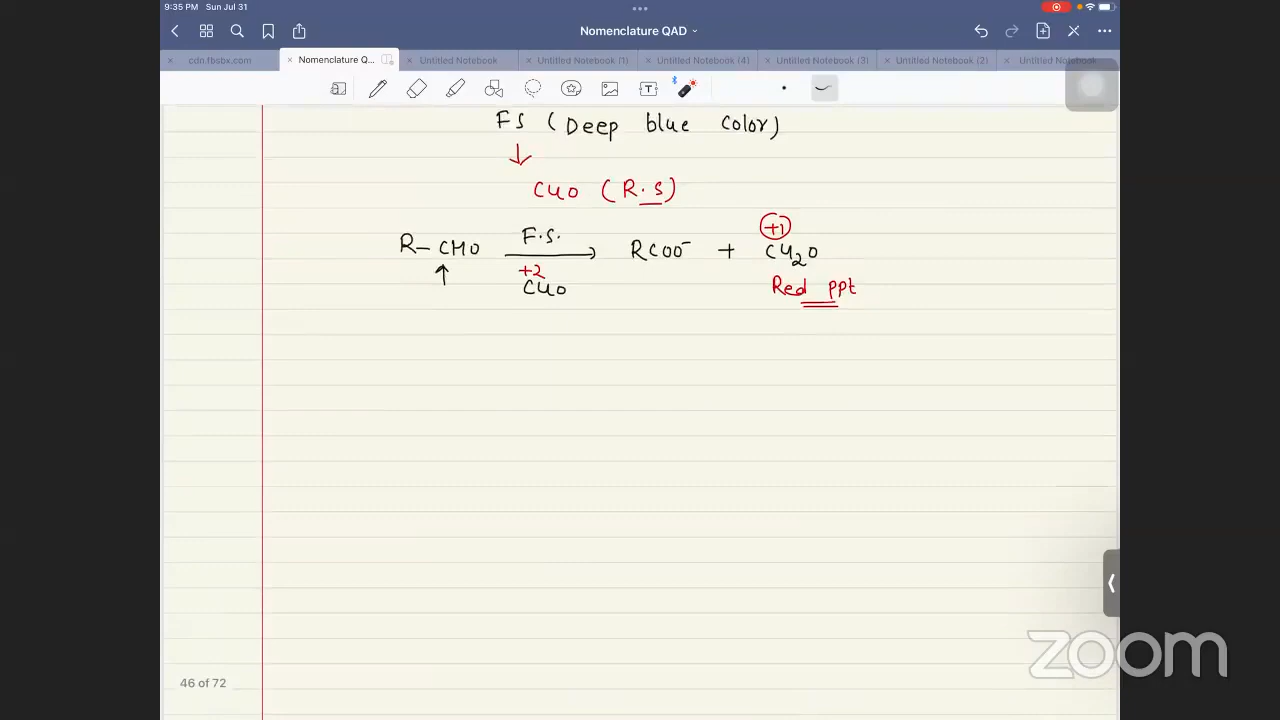 9:35 PM Sun Jul 31
Nomenclature QAD
cdn.fbsbx.com
Nomenclature Q...
Untitled Notebook
Untitled Notebook (1)
Untitled Notebook (4)
Untitled Notebook (3)
Untitled Notebook (2)
Untitled Notebook
FS (Deep blue color)
↓
CuO (R.S)
+1
R-CHO F.S. → RCOO⁻ + Cu₂O
↑ +2 CuO Red ppt
46 of 72
zoom